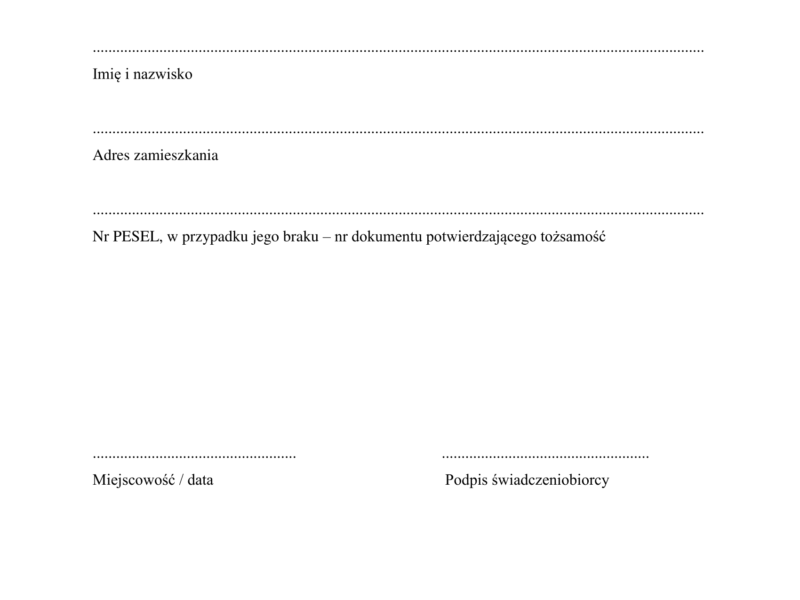 ................................................................................................................................................................
Imię i nazwisko
................................................................................................................................................................
Adres zamieszkania
................................................................................................................................................................
Nr PESEL, w przypadku jego braku – nr dokumentu potwierdzającego tożsamość
.................................................... .....................................................
Miejscowość / data Podpis świadczeniobiorcy